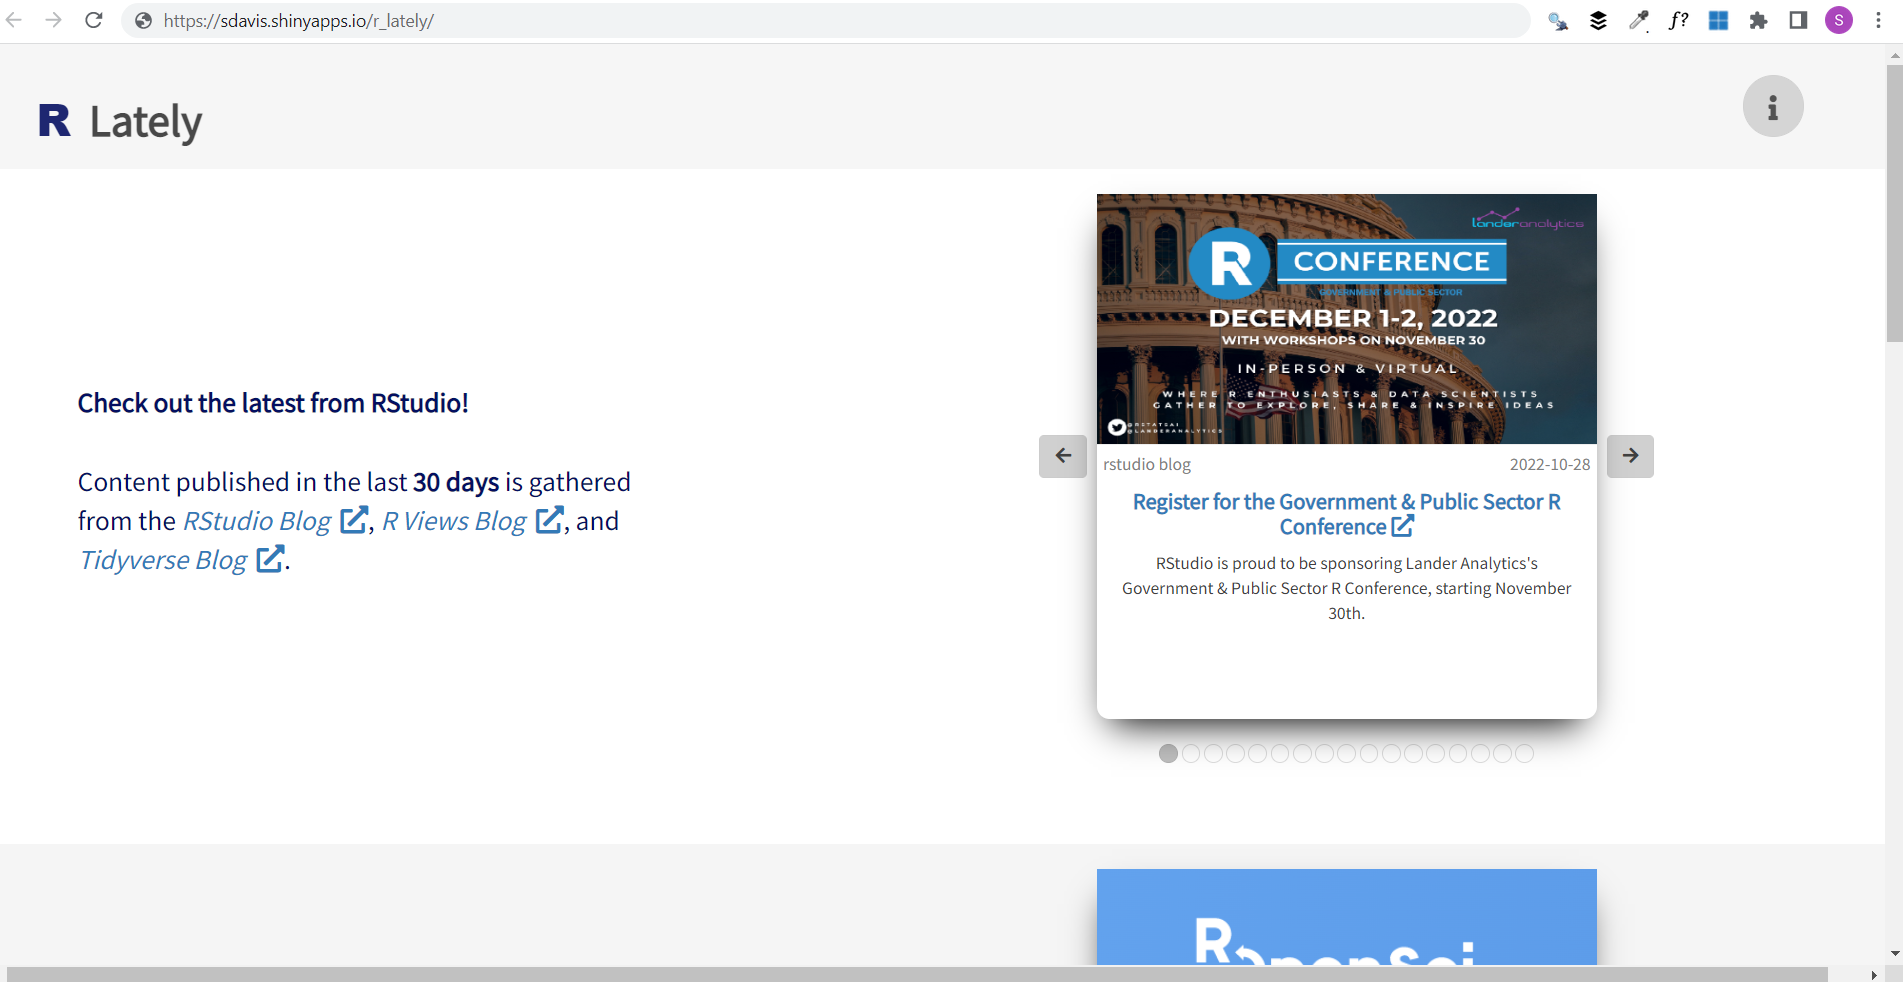 https://sdavis.shinyapps.io/r_lately/
f?
S
R Lately
i
landeranalytics
R CONFERENCE
GOVERNMENT & PUBLIC SECTOR
DECEMBER 1-2, 2022
WITH WORKSHOPS ON NOVEMBER 30
IN-PERSON & VIRTUAL
WHERE R ENTHUSIASTS & DATA SCIENTISTS
GATHER TO EXPLORE, SHARE & INSPIRE IDEAS
@RSTATSAI
@LANDERANALYTICS
Check out the latest from RStudio!
Content published in the last 30 days is gathered
from the RStudio Blog, R Views Blog, and
Tidyverse Blog.
rstudio blog 2022-10-28
Register for the Government & Public Sector R
Conference
RStudio is proud to be sponsoring Lander Analytics's
Government & Public Sector R Conference, starting November
30th.
ROpenSci